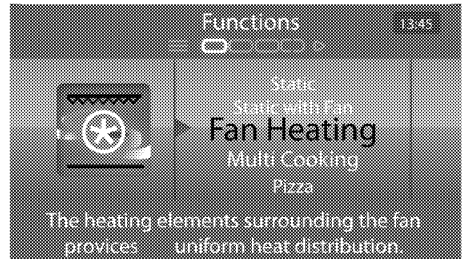 Functions
13:45
Static
Static with Fan
Fan Heating
Multi Cooking
Pizza
The heating elements surrounding the fan
provices uniform heat distribution.